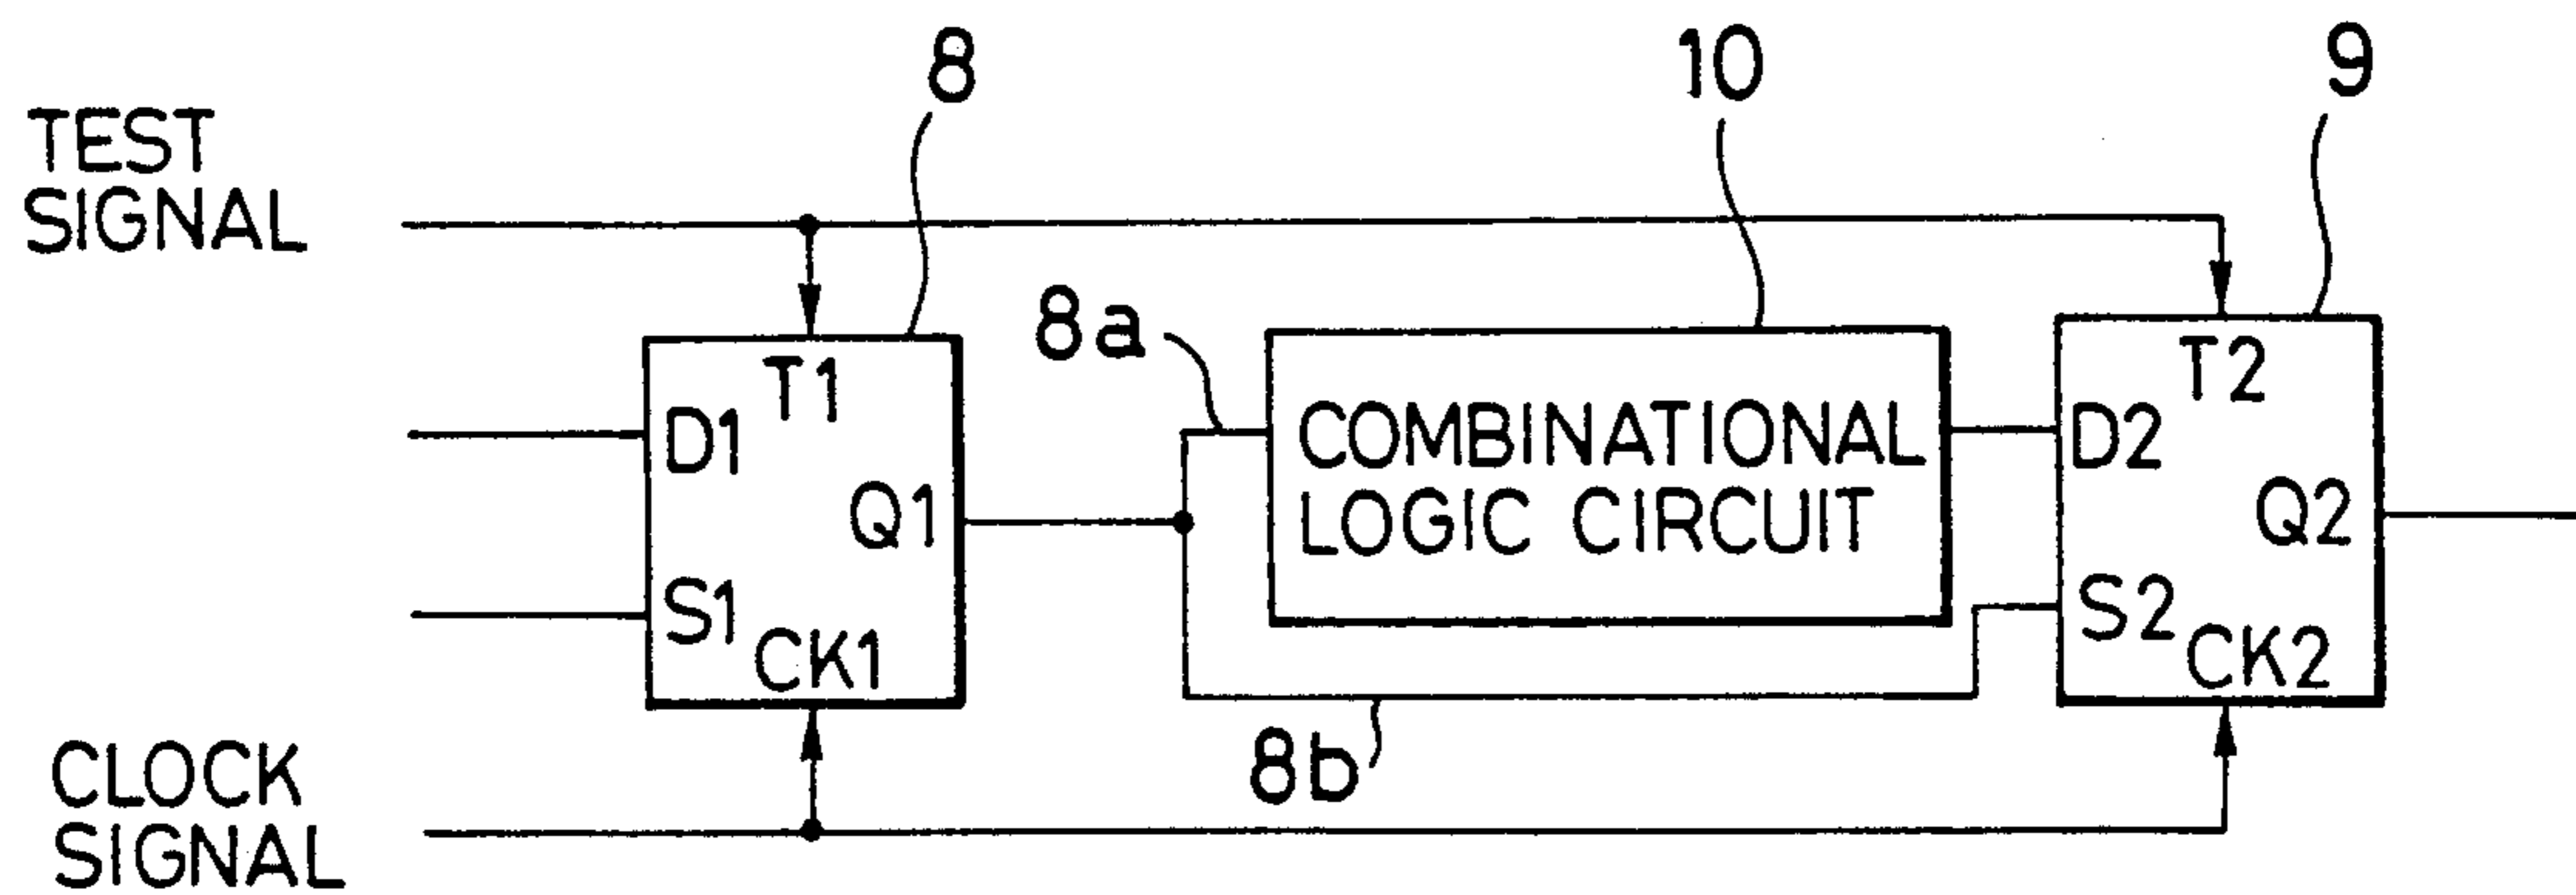 8
10
9
TEST
SIGNAL
8a
T1
T2
D1
COMBINATIONAL
D2
Q1
LOGIC CIRCUIT
Q2
S1
S2
CK1
CK2
8b
CLOCK
SIGNAL